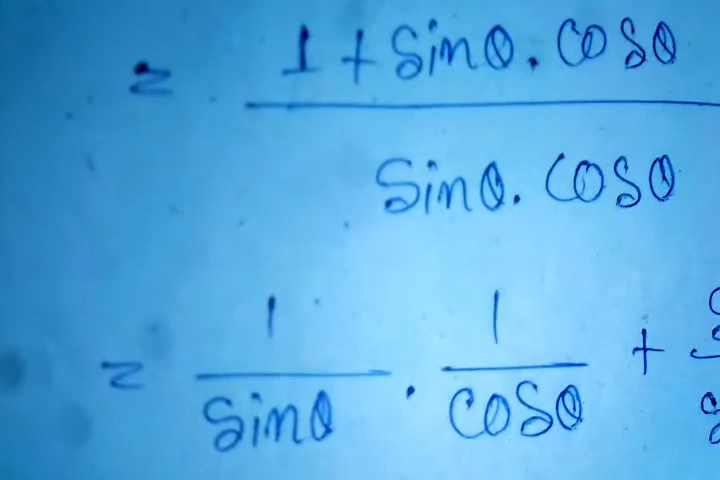 = 1 + sinθ. cosθ
sinθ. cosθ
= 1 / sinθ . 1 / cosθ +